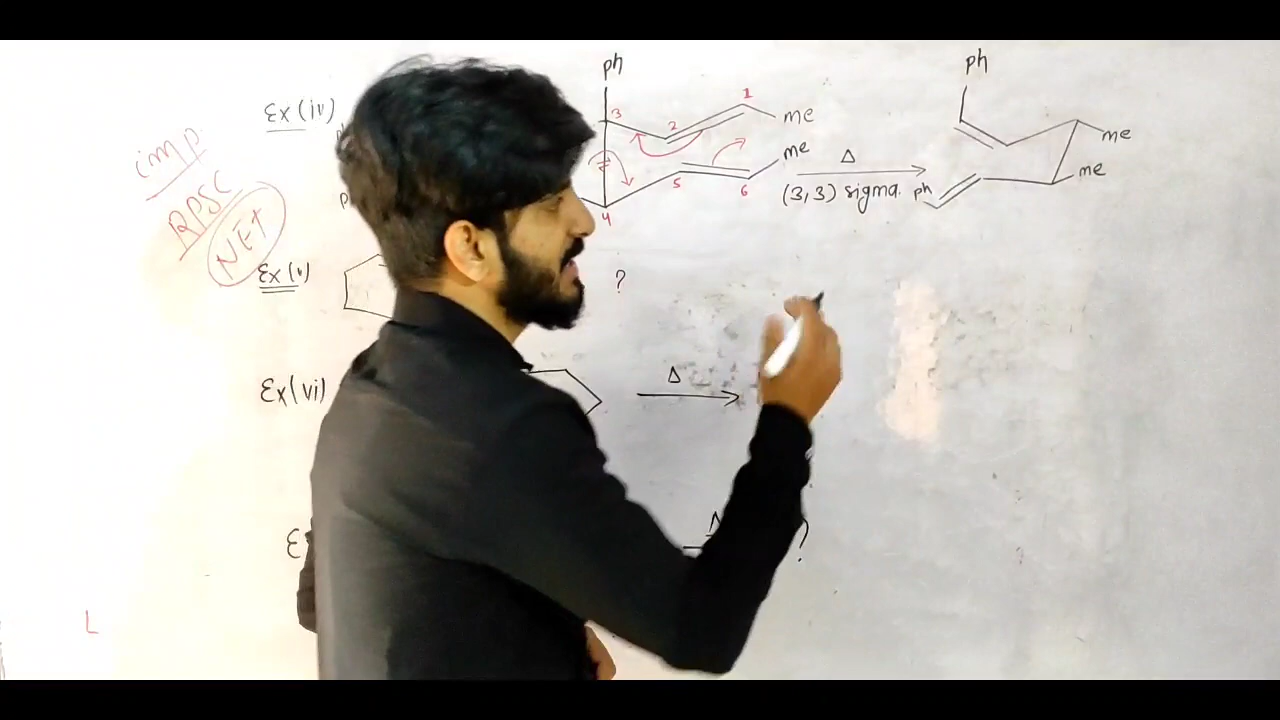 ph
Ex (iv)
3
2
1
me
me
5
6
4
Δ
(3,3) sigma.
ph
me
me
ph
imp
RPSC
NET
Ex (v)
?
Ex (vi)
Δ
Δ
?
L